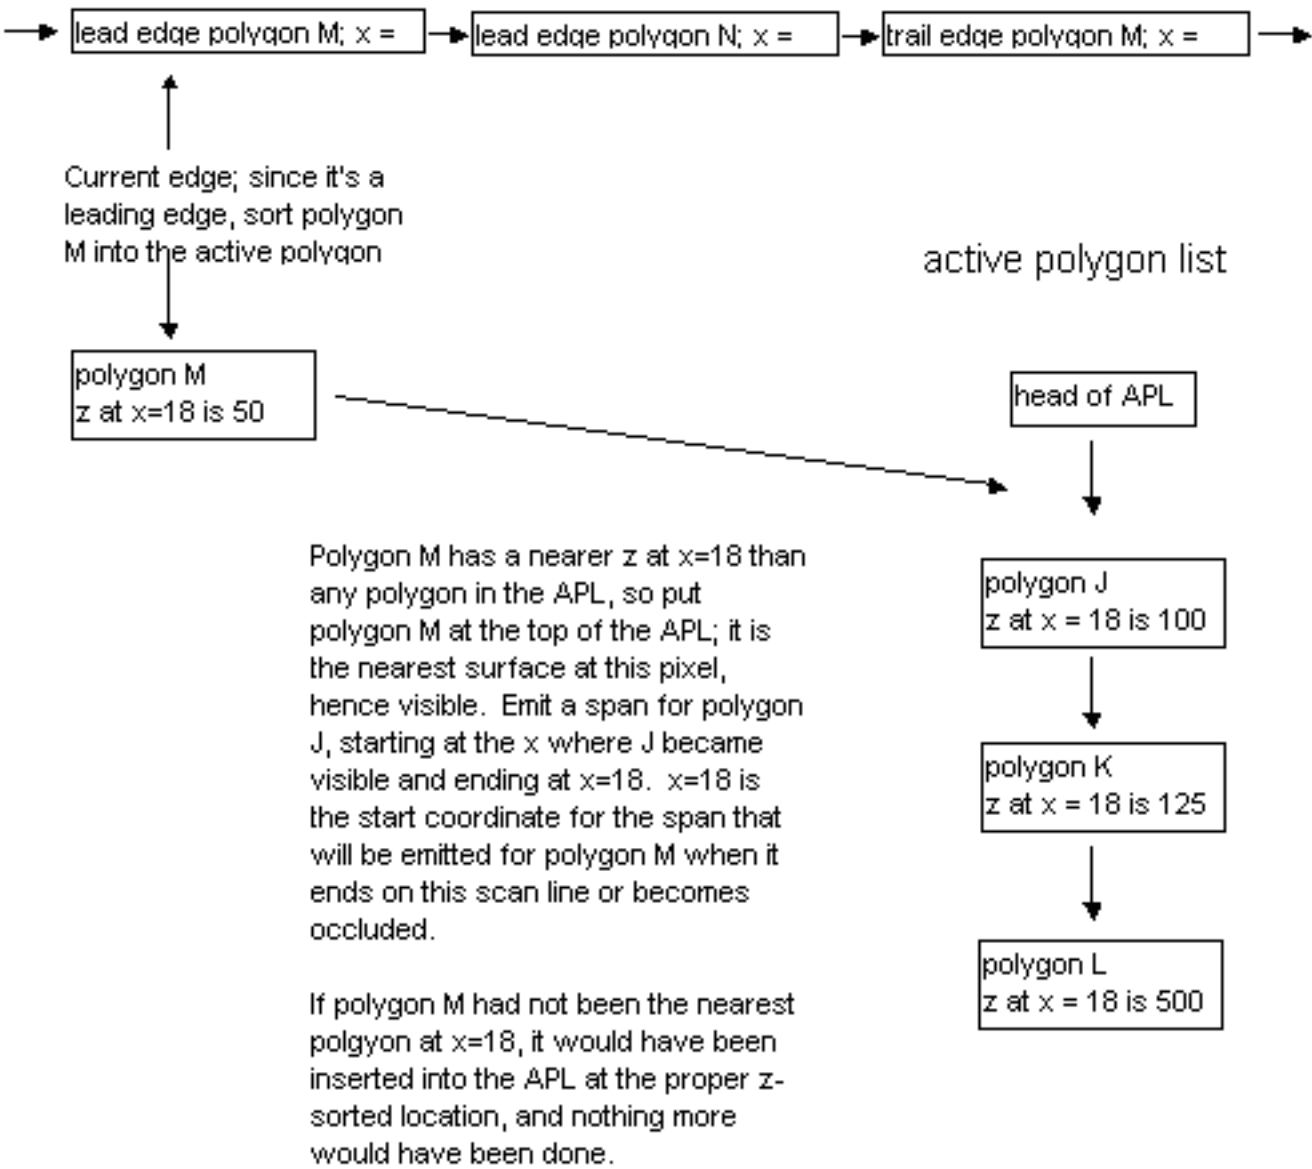 lead edge polygon M; x =
lead edge polygon N; x =
trail edge polygon M; x =
Current edge; since it's a
leading edge, sort polygon
M into the active polygon
active polygon list
polygon M
z at x=18 is 50
head of APL
Polygon M has a nearer z at x=18 than
any polygon in the APL, so put
polygon M at the top of the APL; it is
the nearest surface at this pixel,
hence visible.  Emit a span for polygon
J, starting at the x where J became
visible and ending at x=18.  x=18 is
the start coordinate for the span that
will be emitted for polygon M when it
ends on this scan line or becomes
occluded.
If polygon M had not been the nearest
polgyon at x=18, it would have been
inserted into the APL at the proper z-
sorted location, and nothing more
would have been done.
polygon J
z at x = 18 is 100
polygon K
z at x = 18 is 125
polygon L
z at x = 18 is 500